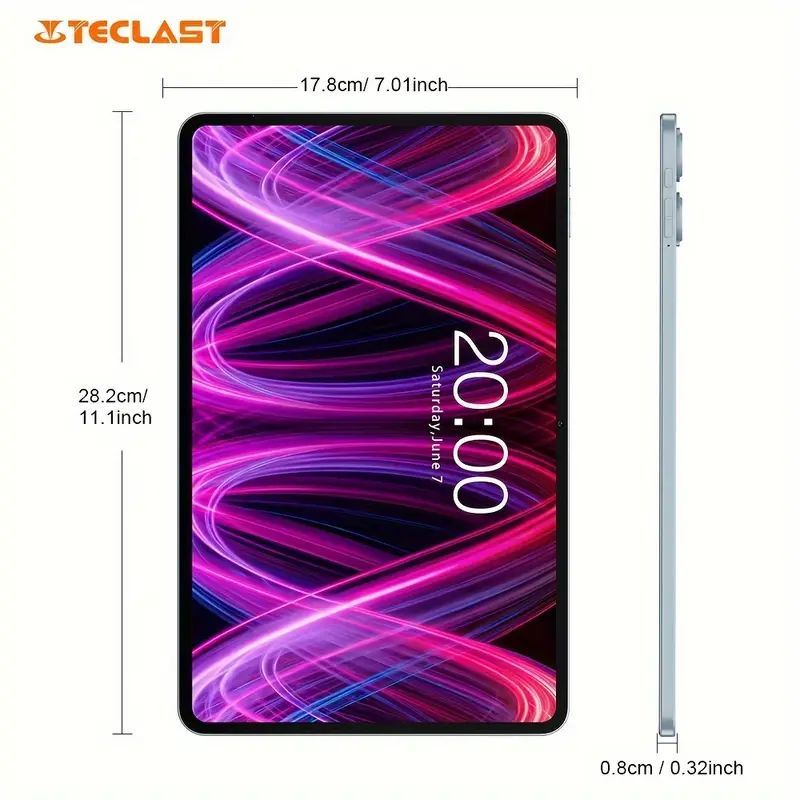 TECLAST
17.8cm/ 7.01inch
28.2cm/
11.1inch
20:00
Saturday,June 7
0.8cm / 0.32inch